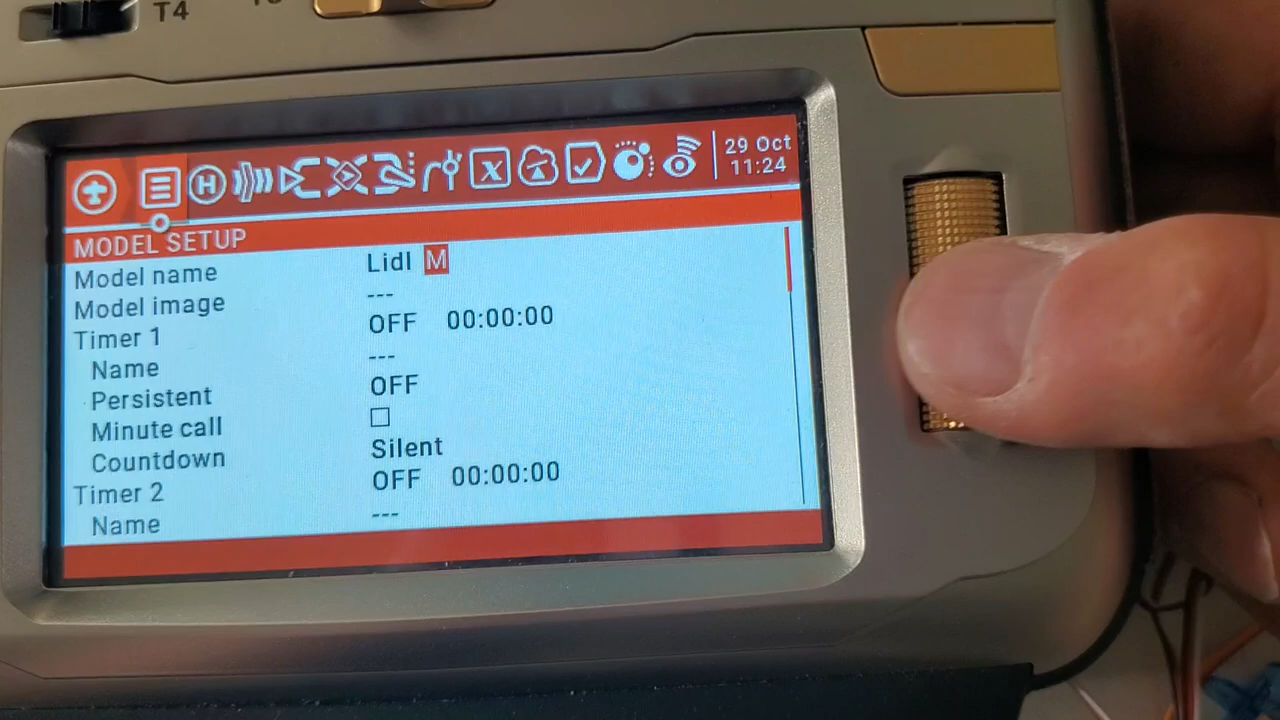 T4
29 Oct
11:24
MODEL SETUP
Model name Lidl M
Model image ---
Timer 1 OFF 00:00:00
Name ---
Persistent OFF
Minute call
Countdown Silent
Timer 2 OFF 00:00:00
Name ---